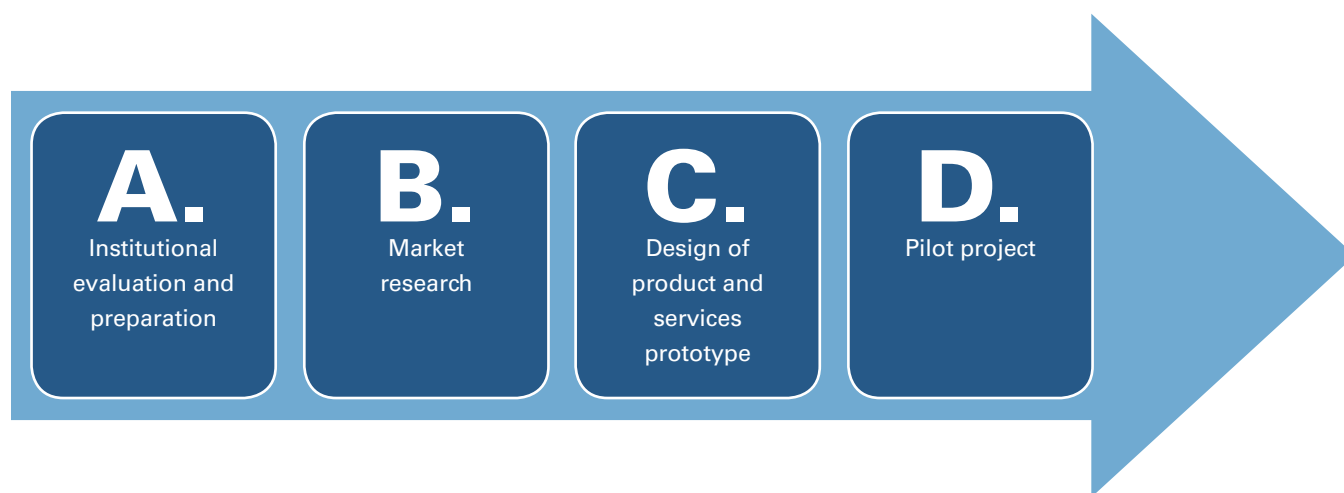 A.
Institutional
evaluation and
preparation
B.
Market
research
C.
Design of
product and
services
prototype
D.
Pilot project